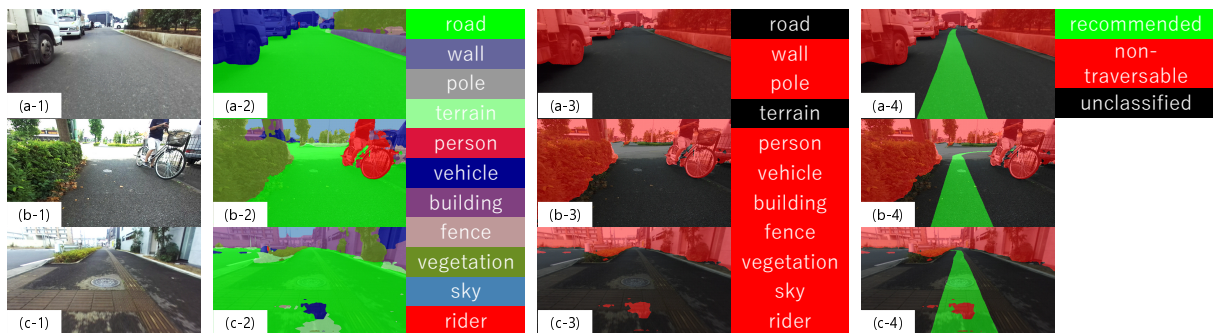 (a-1)
(a-2)
road
wall
pole
terrain
person
vehicle
building
fence
vegetation
sky
rider
(a-3)
road
wall
pole
terrain
person
vehicle
building
fence
vegetation
sky
rider
(a-4)
recommended
non-
traversable
unclassified
(b-1)
(b-2)
(b-3)
(b-4)
(c-1)
(c-2)
(c-3)
(c-4)